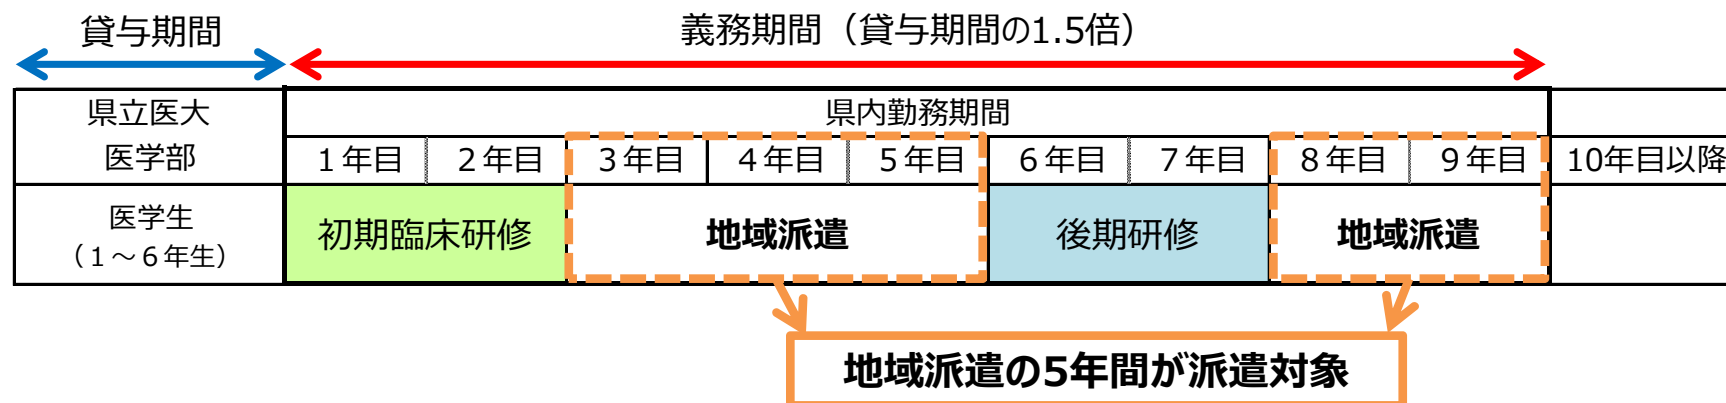 貸与期間
義務期間（貸与期間の1.5倍）
県立医大
医学部
県内勤務期間
１年目
２年目
３年目
４年目
５年目
６年目
７年目
８年目
９年目
10年目以降
医学生
（１～６年生）
初期臨床研修
地域派遣
後期研修
地域派遣
地域派遣の5年間が派遣対象